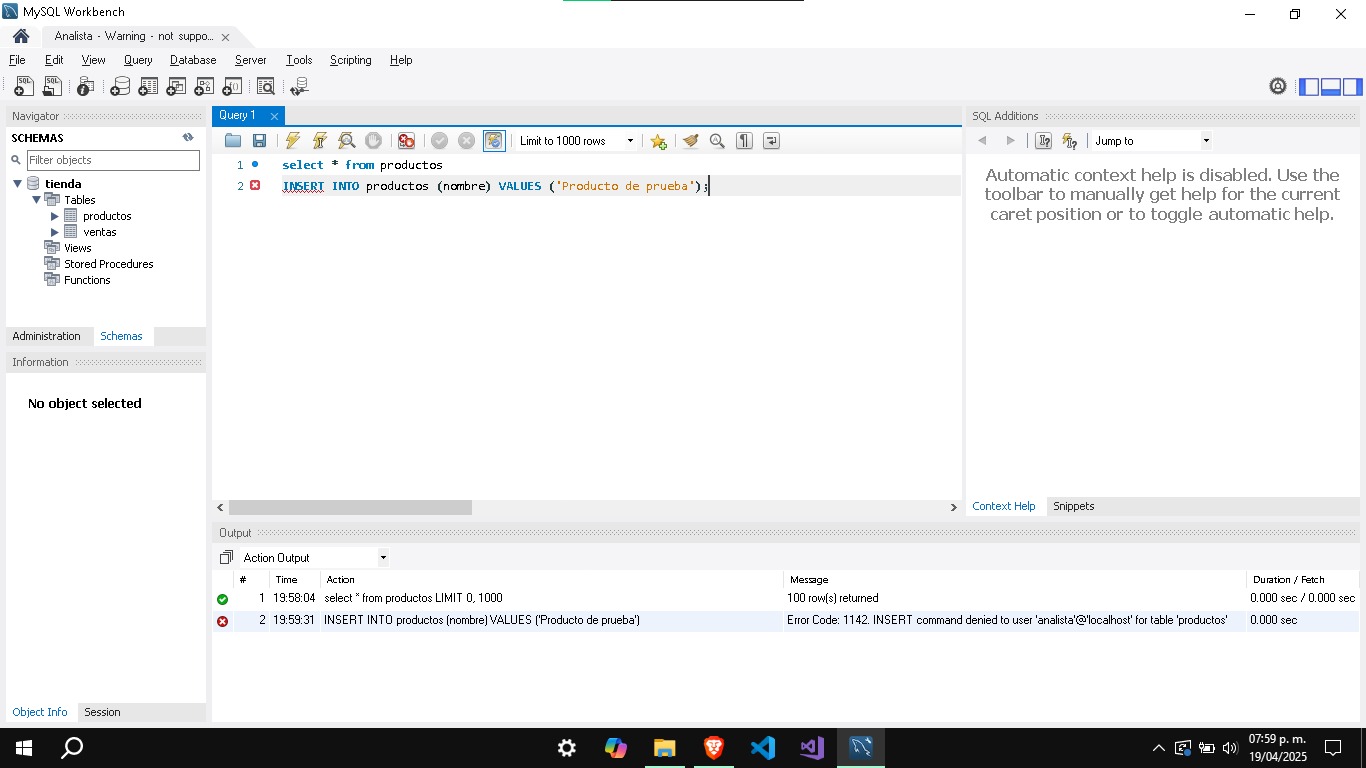 MySQL Workbench
Analista - Warning - not suppo...
File Edit View Query Database Server Tools Scripting Help
Navigator
SCHEMAS
Filter objects
tienda
Tables
productos
ventas
Views
Stored Procedures
Functions
Administration Schemas
Information
No object selected
Object Info Session
Query 1
Limit to 1000 rows
1 select * from productos
2 INSERT INTO productos (nombre) VALUES ('Producto de prueba');
SQL Additions
Jump to
Automatic context help is disabled. Use the
toolbar to manually get help for the current
caret position or to toggle automatic help.
Context Help Snippets
Output
Action Output
# Time Action Message Duration / Fetch
1 19:58:04 select * from productos LIMIT 0, 1000 100 row(s) returned 0.000 sec / 0.000 sec
2 19:59:31 INSERT INTO productos (nombre) VALUES ('Producto de prueba') Error Code: 1142. INSERT command denied to user 'analista'@'localhost' for table 'productos' 0.000 sec
07:59 p. m.
19/04/2025